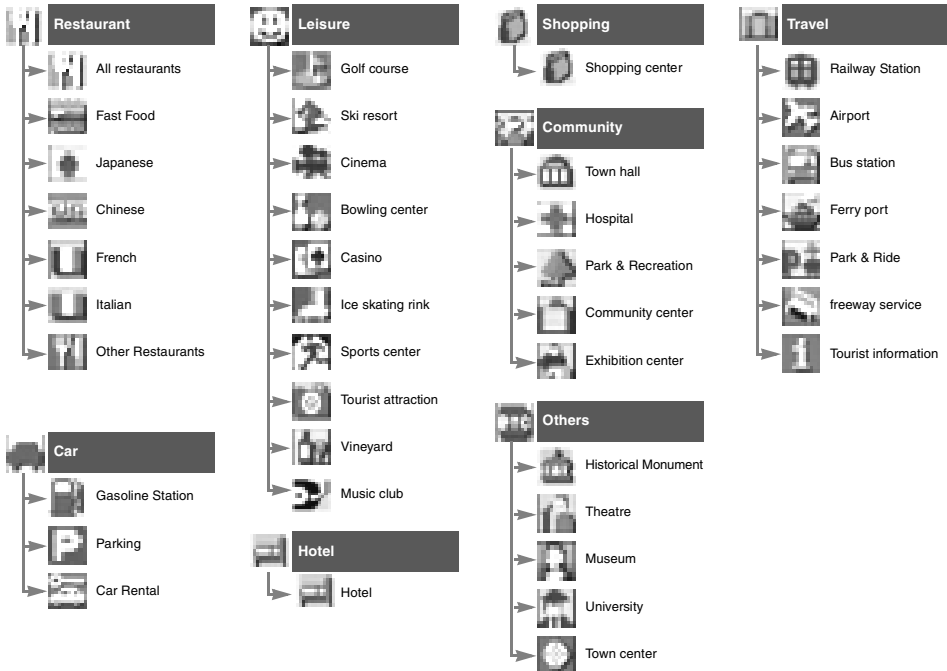 Restaurant
All restaurants
Fast Food
Japanese
Chinese
French
Italian
Other Restaurants
Car
Gasoline Station
Parking
Car Rental
Leisure
Golf course
Ski resort
Cinema
Bowling center
Casino
Ice skating rink
Sports center
Tourist attraction
Vineyard
Music club
Hotel
Hotel
Shopping
Shopping center
Community
Town hall
Hospital
Park & Recreation
Community center
Exhibition center
Others
Historical Monument
Theatre
Museum
University
Town center
Travel
Railway Station
Airport
Bus station
Ferry port
Park & Ride
freeway service
Tourist information